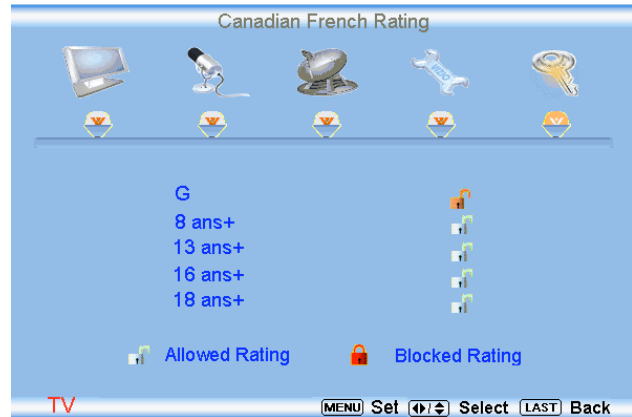 Canadian French Rating
VIZIO
G
8 ans+
13 ans+
16 ans+
18 ans+
Allowed Rating Blocked Rating
TV MENU Set Select LAST Back